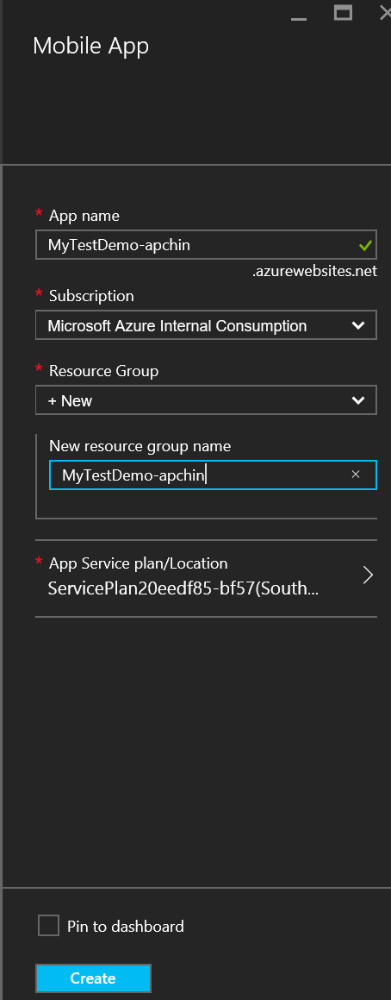 Mobile App
* App name
MyTestDemo-apchin
.azurewebsites.net
* Subscription
Microsoft Azure Internal Consumption
* Resource Group
+ New
New resource group name
MyTestDemo-apchin
* App Service plan/Location
ServicePlan20eedf85-bf57(South...
Pin to dashboard
Create